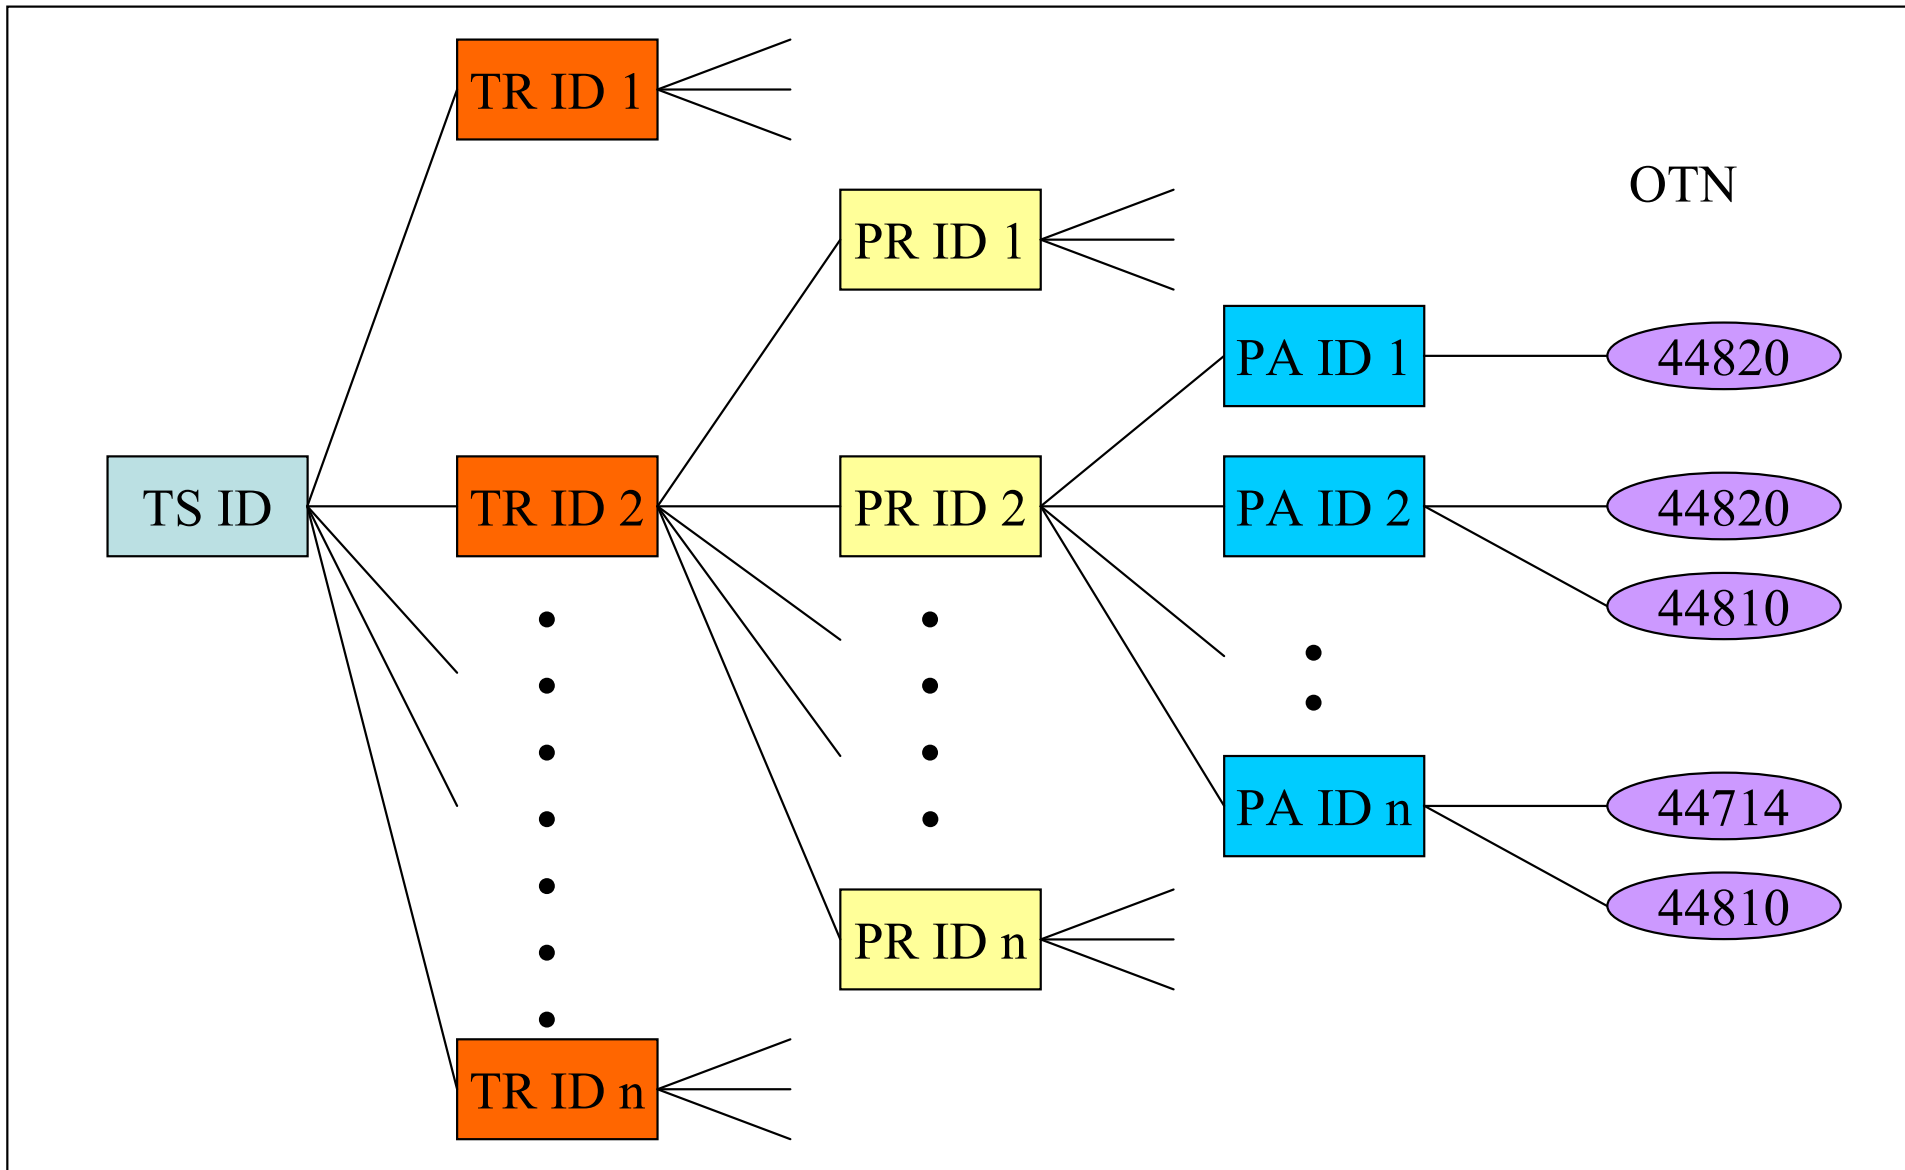 TR ID 1
OTN
PR ID 1
PA ID 1
44820
TS ID
TR ID 2
PR ID 2
PA ID 2
44820
44810
PA ID n
44714
44810
PR ID n
TR ID n